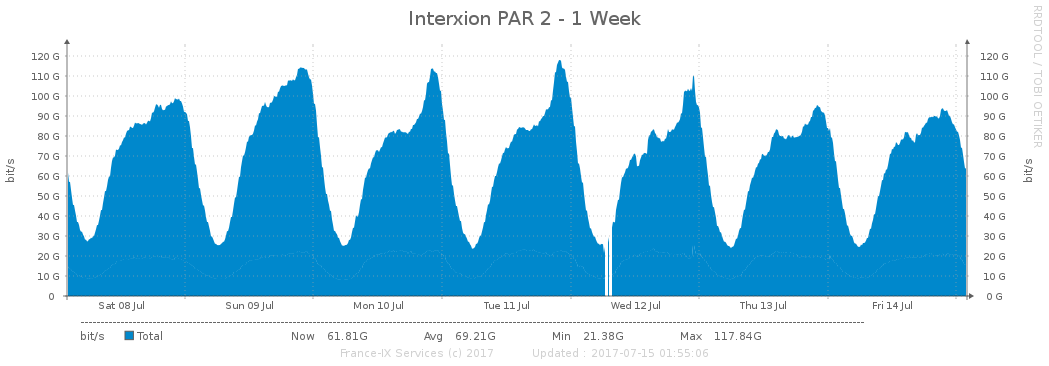 Interxion PAR 2 - 1 Week
RRDTOOL / TOBI OETIKER
bit/s
120 G 120 G
110 G 110 G
100 G 100 G
90 G 90 G
80 G 80 G
70 G 70 G
60 G 60 G
50 G 50 G
40 G 40 G
30 G 30 G
20 G 20 G
10 G 10 G
0 0 G
bit/s
Sat 08 Jul Sun 09 Jul Mon 10 Jul Tue 11 Jul Wed 12 Jul Thu 13 Jul Fri 14 Jul
bit/s Total Now 61.81G Avg 69.21G Min 21.38G Max 117.84G
France-IX Services (c) 2017 Updated : 2017-07-15 01:55:06